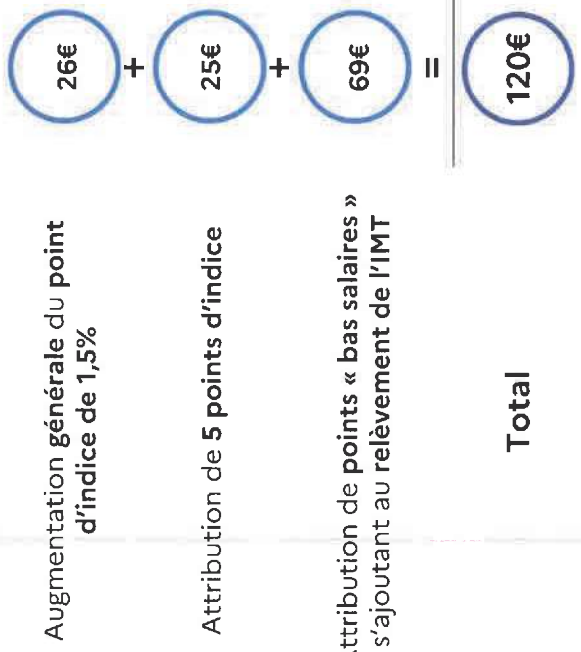 Augmentation générale du point
d'indice de 1,5%
26€
+
Attribution de 5 points d'indice
25€
+
ttribution de points « bas salaires »
s'ajoutant au relèvement de l'IMT
69€
=
Total
120€